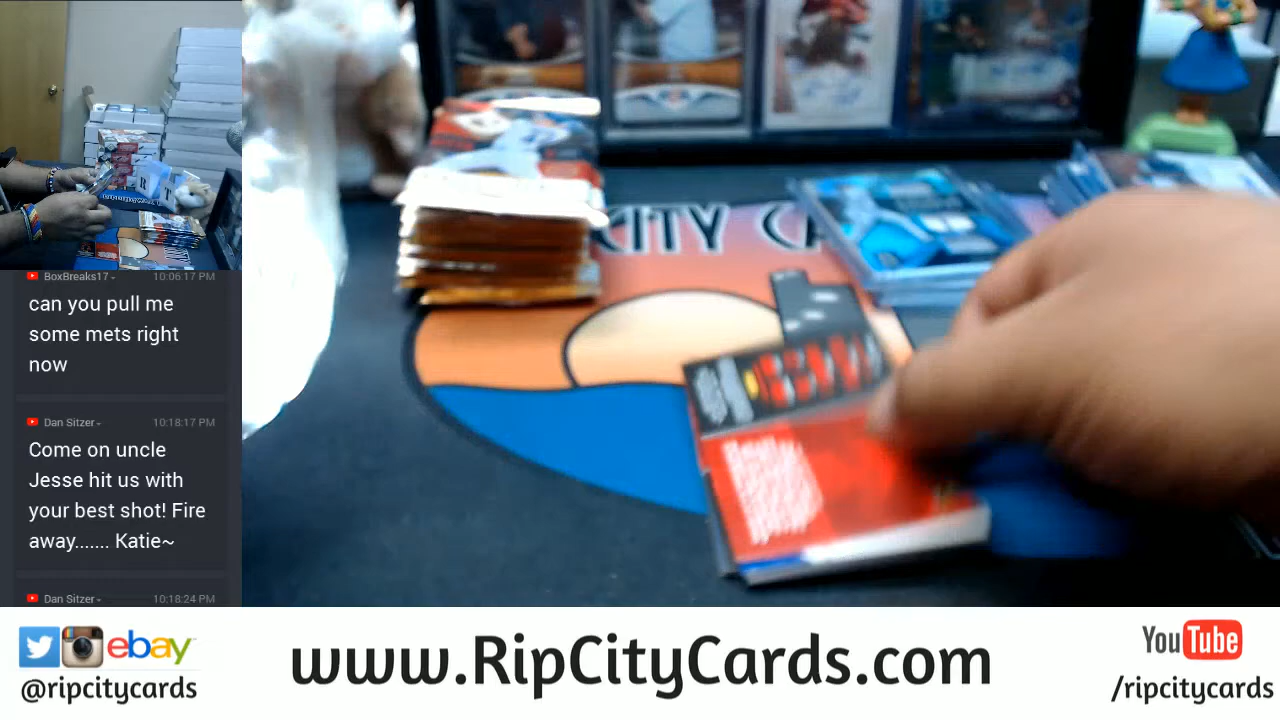 BoxBreaks17 10:06:17 PM
can you pull me
some mets right
now
Dan Sitzer 10:18:17 PM
Come on uncle
Jesse hit us with
your best shot! Fire
away....... Katie~
Dan Sitzer 10:18:24 PM
CITY CA
ebay
@ripcitycards
www.RipCityCards.com
YouTube
/ripcitycards